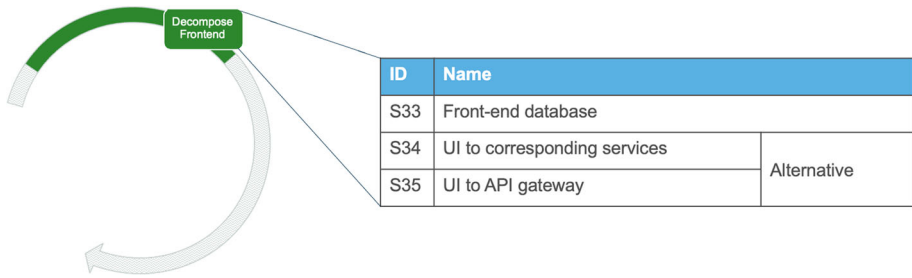 Decompose
Frontend
ID Name
S33 Front-end database
S34 UI to corresponding services
Alternative
S35 UI to API gateway